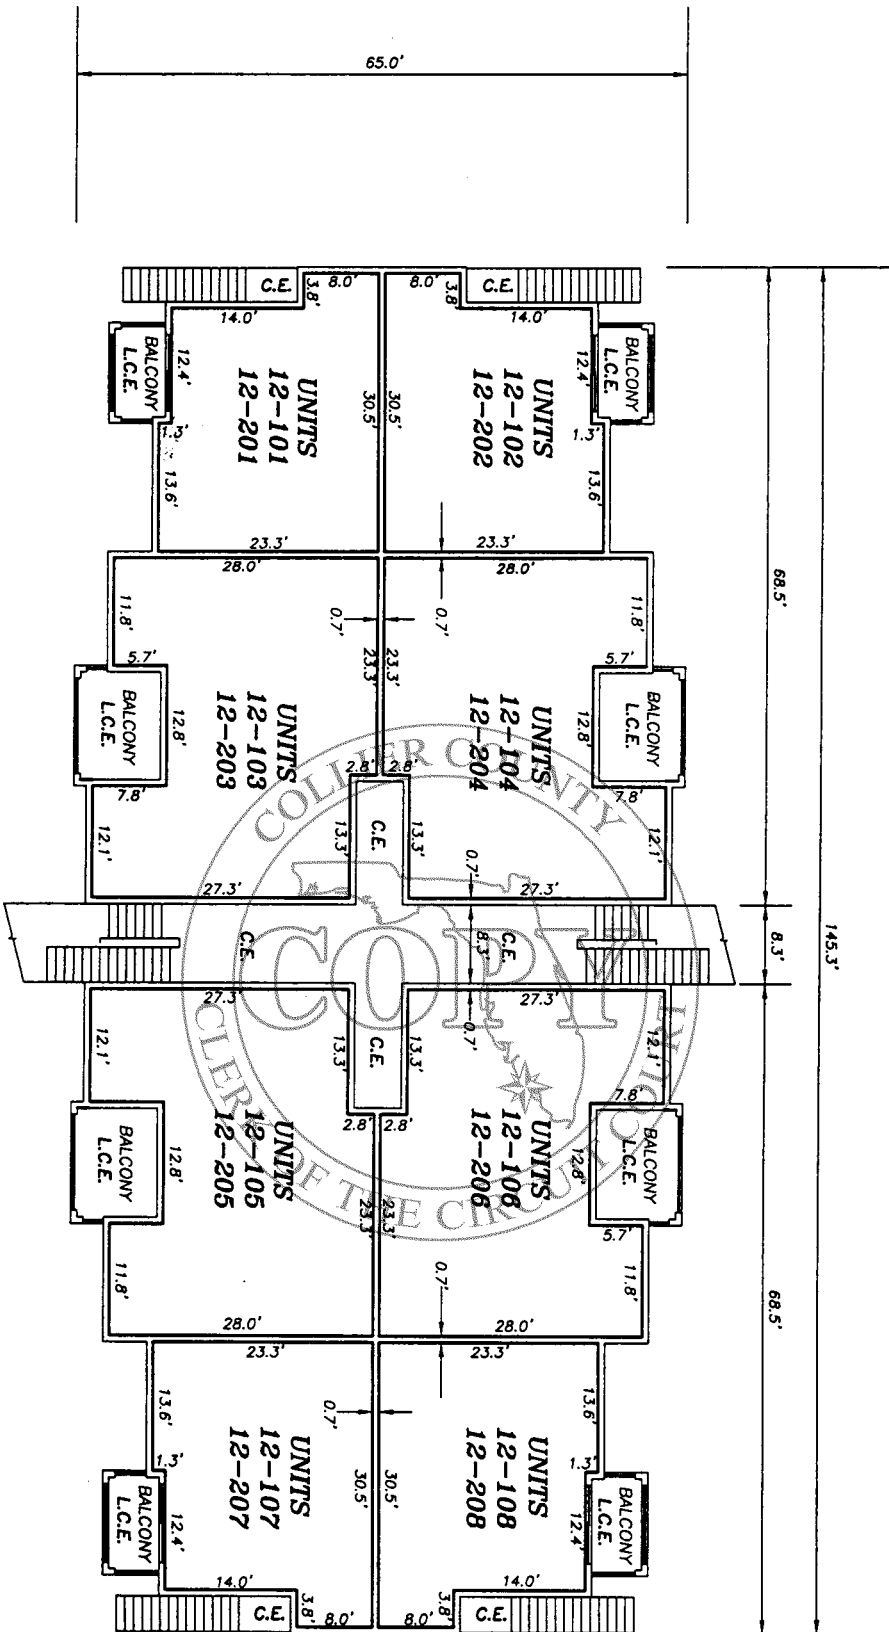 65.0'
C.E.
8.0'
8.0'
C.E.
3.8'
3.8'
14.0'
14.0'
BALCONY
L.C.E.
12.4'
UNITS
12-101
12-201
30.5'
30.5'
UNITS
12-102
12-202
12.4'
BALCONY
L.C.E.
1.3'
1.3'
13.6'
13.6'
23.3'
23.3'
28.0'
28.0'
68.5'
11.8'
0.7'
0.7'
11.8'
5.7'
23.3'
23.3'
5.7'
BALCONY
L.C.E.
12.8'
UNITS
12-103
12-203
UNITS
12-104
12-204
12.8'
BALCONY
L.C.E.
2.8'
2.8'
7.8'
7.8'
12.1'
13.3'
C.E.
13.3'
12.1'
0.7'
27.3'
27.3'
C.E.
8.3'
C.E.
8.3'
145.3'
COLLIER COUNTY
COPY
CLERK OF THE CIRCUIT COURT
27.3'
27.3'
0.7'
12.1'
13.3'
C.E.
13.3'
12.1'
7.8'
2.8'
2.8'
BALCONY
L.C.E.
12.8'
UNITS
12-105
12-205
UNITS
12-106
12-206
12.8'
BALCONY
L.C.E.
23.3'
23.3'
5.7'
11.8'
0.7'
11.8'
68.5'
28.0'
28.0'
23.3'
23.3'
13.6'
0.7'
13.6'
1.3'
1.3'
BALCONY
L.C.E.
12.4'
UNITS
12-107
12-207
30.5'
30.5'
UNITS
12-108
12-208
12.4'
BALCONY
L.C.E.
14.0'
14.0'
3.8'
3.8'
C.E.
8.0'
8.0'
C.E.